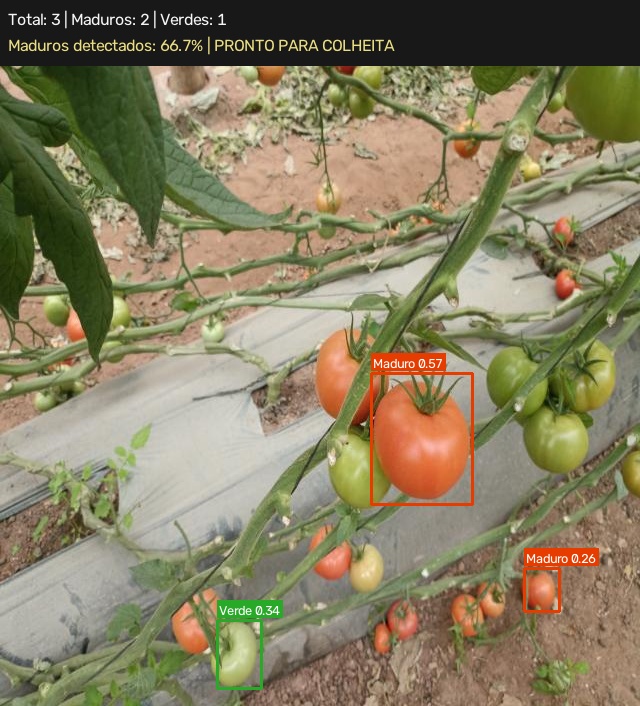 Total: 3 | Maduros: 2 | Verdes: 1
Maduros detectados: 66.7% | PRONTO PARA COLHEITA
Maduro 0.57
Maduro 0.26
Verde 0.34